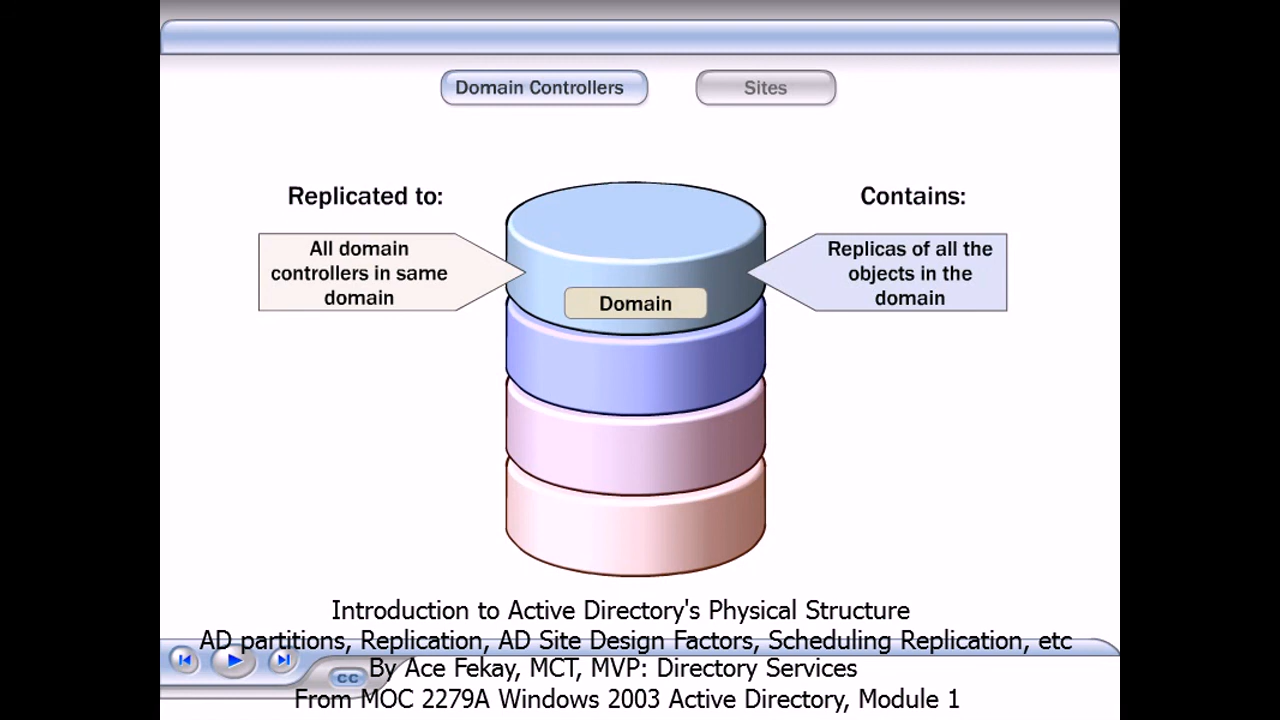 Domain Controllers
Sites
Replicated to:
Contains:
All domain
controllers in same
domain
Replicas of all the
objects in the
domain
Domain
Introduction to Active Directory's Physical Structure
AD partitions, Replication, AD Site Design Factors, Scheduling Replication, etc
By Ace Fekay, MCT, MVP: Directory Services
CC
From MOC 2279A Windows 2003 Active Directory, Module 1